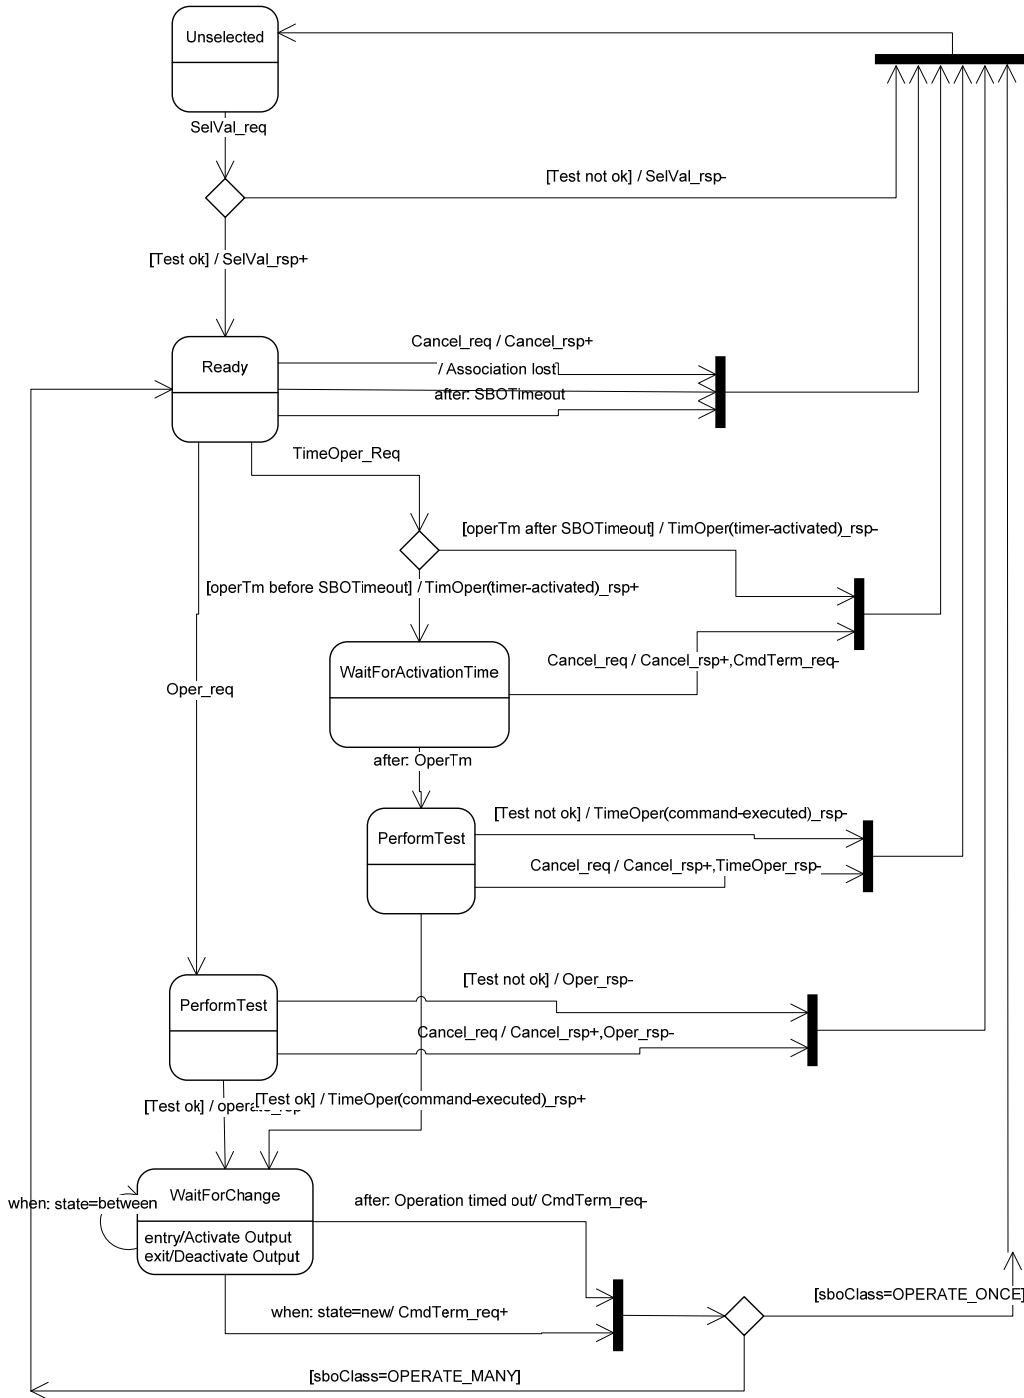 Unselected
SelVal_req
[Test not ok] / SelVal_rsp-
[Test ok] / SelVal_rsp+
Cancel_req / Cancel_rsp+
Ready
/ Association lost
after: SBOTimeout
TimeOper_Req
[operTm after SBOTimeout] / TimOper(timer-activated)_rsp-
[operTm before SBOTimeout] / TimOper(timer-activated)_rsp+
Cancel_req / Cancel_rsp+,CmdTerm_req-
WaitForActivationTime
Oper_req
after: OperTm
[Test not ok] / TimeOper(command-executed)_rsp-
PerformTest
Cancel_req / Cancel_rsp+,TimeOper_rsp-
[Test not ok] / Oper_rsp-
PerformTest
Cancel_req / Cancel_rsp+,Oper_rsp-
[Test ok] / TimeOper(command-executed)_rsp+
[Test ok] /
WaitForChange
when: state=between
after: Operation timed out/ CmdTerm_req-
entry/Activate Output
exit/Deactivate Output
[sboClass=OPERATE_ONCE]
when: state=new/ CmdTerm_req+
[sboClass=OPERATE_MANY]